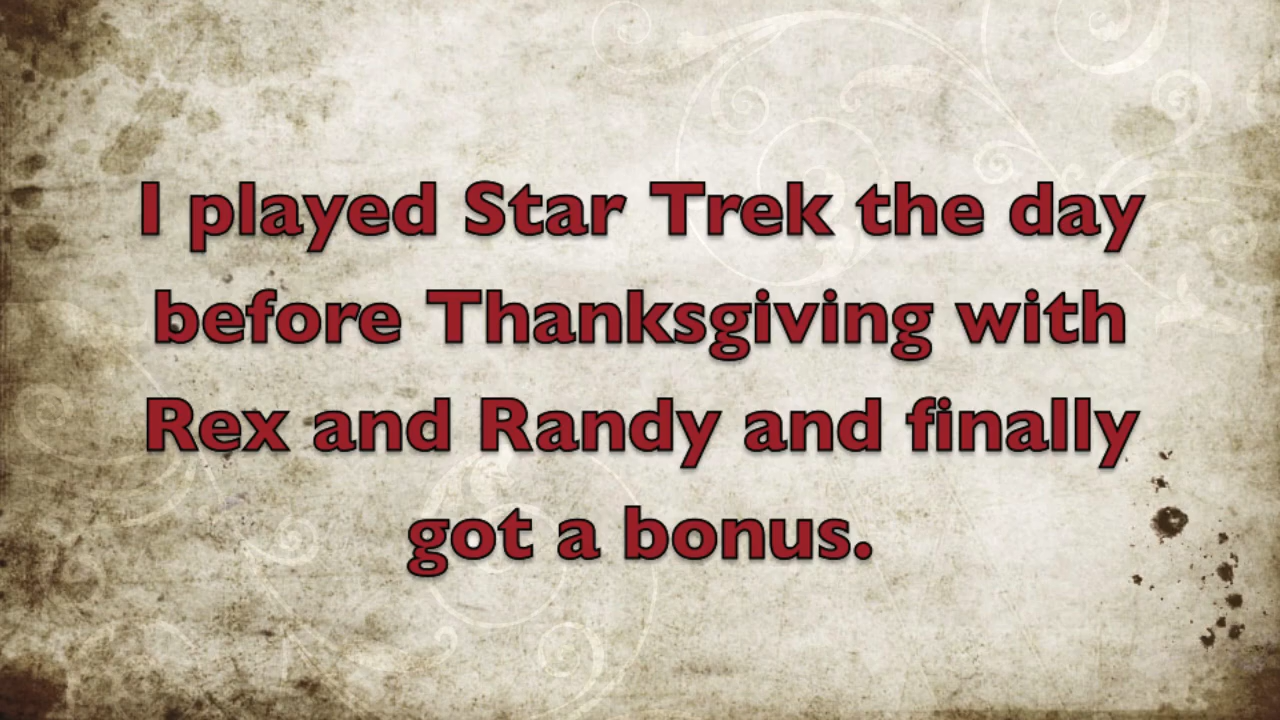 I played Star Trek the day
before Thanksgiving with
Rex and Randy and finally
got a bonus.